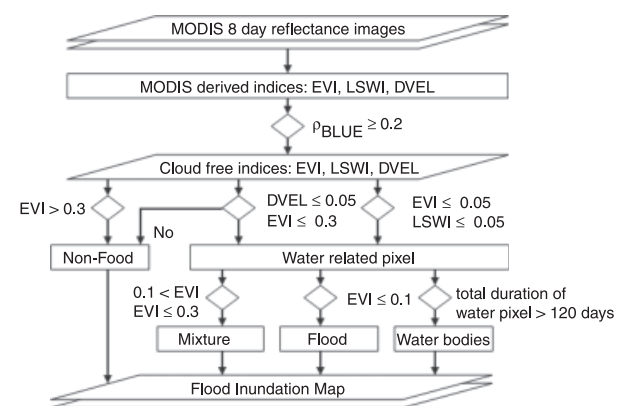 MODIS 8 day reflectance images
MODIS derived indices: EVI, LSWI, DVEL
ρBLUE ≥ 0.2
Cloud free indices: EVI, LSWI, DVEL
EVI > 0.3
DVEL ≤ 0.05
EVI ≤ 0.3
EVI ≤ 0.05
LSWI ≤ 0.05
No
Non-Food
Water related pixel
0.1 < EVI
EVI ≤ 0.3
EVI ≤ 0.1
total duration of
water pixel > 120 days
Mixture
Flood
Water bodies
Flood Inundation Map